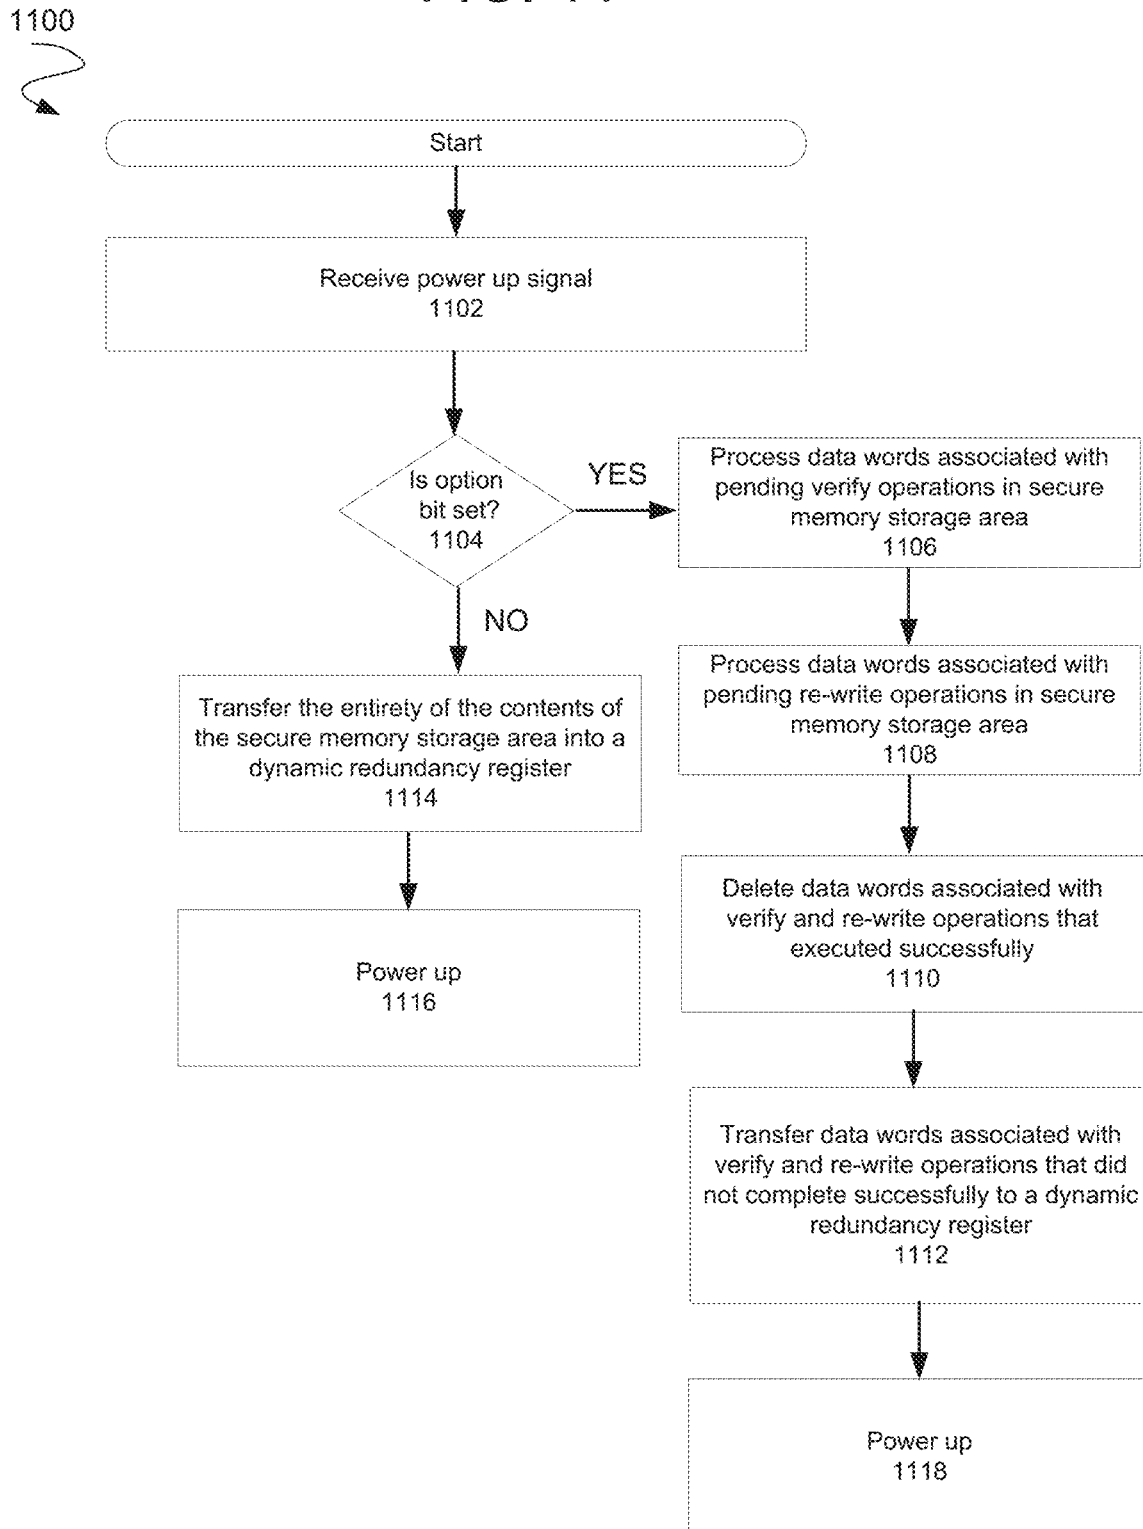 1100
Start
Receive power up signal
1102
Is option
bit set?
1104
YES
NO
Process data words associated with
pending verify operations in secure
memory storage area
1106
Process data words associated with
pending re-write operations in secure
memory storage area
1108
Transfer the entirety of the contents of
the secure memory storage area into a
dynamic redundancy register
1114
Delete data words associated with
verify and re-write operations that
executed successfully
1110
Power up
1116
Transfer data words associated with
verify and re-write operations that did
not complete successfully to a dynamic
redundancy register
1112
Power up
1118